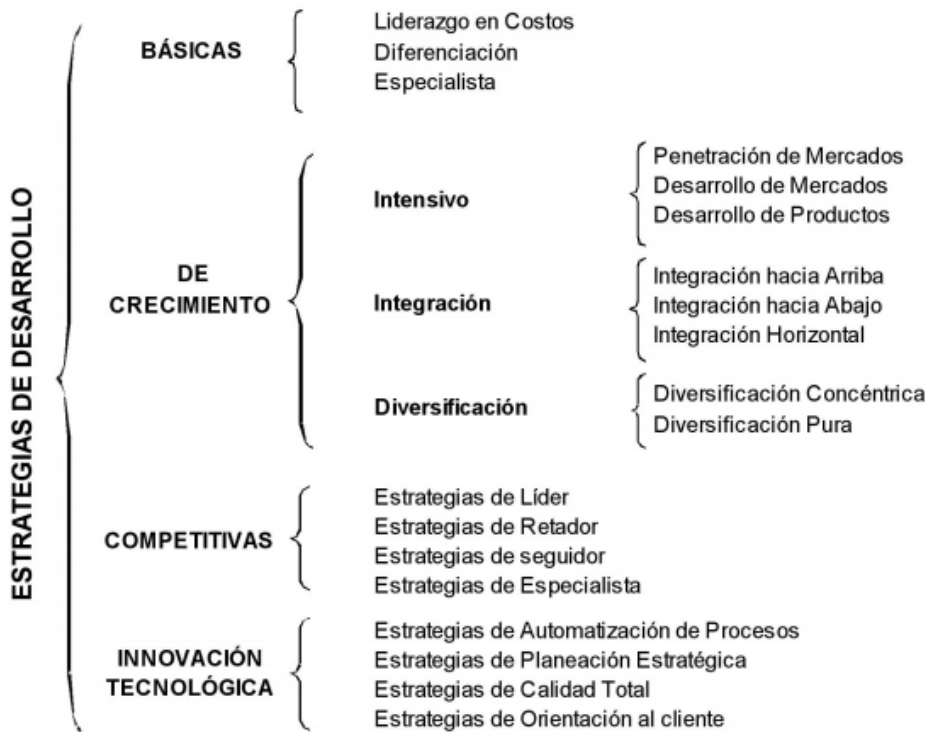 ESTRATEGIAS DE DESARROLLO
BÁSICAS
Liderazgo en Costos
Diferenciación
Especialista
DE
CRECIMIENTO
Intensivo
Penetración de Mercados
Desarrollo de Mercados
Desarrollo de Productos
Integración
Integración hacia Arriba
Integración hacia Abajo
Integración Horizontal
Diversificación
Diversificación Concéntrica
Diversificación Pura
COMPETITIVAS
Estrategias de Líder
Estrategias de Retador
Estrategias de seguidor
Estrategias de Especialista
INNOVACIÓN
TECNOLÓGICA
Estrategias de Automatización de Procesos
Estrategias de Planeación Estratégica
Estrategias de Calidad Total
Estrategias de Orientación al cliente